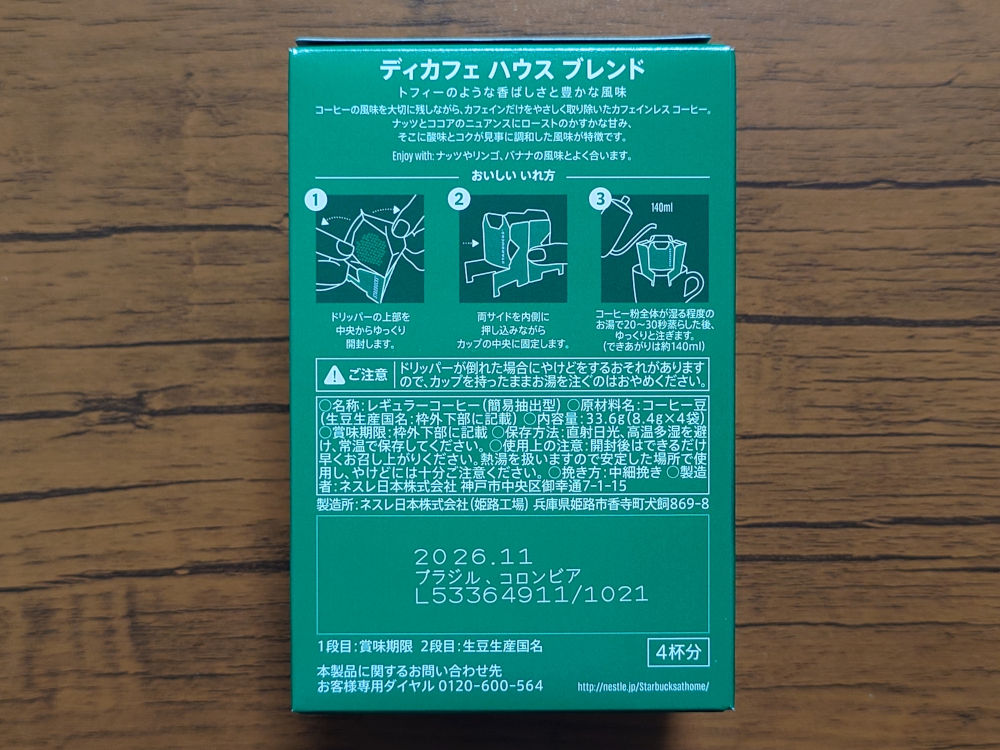 ディカフェ ハウス ブレンド
トフィーのような香ばしさと豊かな風味
コーヒーの風味を大切に残しながら、カフェインだけをやさしく取り除いたカフェインレス コーヒー。
ナッツとココアのニュアンスにローストのかすかな甘み、
そこに酸味とコクが見事に調和した風味が特徴です。
Enjoy with: ナッツやリンゴ、バナナの風味とよく合います。
おいしい いれ方
1
2
3
140ml
ドリッパーの上部を
中央からゆっくり
開封します。
両サイドを内側に
押し込みながら
カップの中央に固定します。
コーヒー粉全体が湿る程度の
お湯で20～30秒蒸らした後、
ゆっくりと注ぎます。
(できあがりは約140ml)
ご注意
ドリッパーが倒れた場合にやけどをするおそれがあります
ので、カップを持ったままお湯を注ぐのはおやめください。
○名称:レギュラーコーヒー(簡易抽出型) ○原材料名:コーヒー豆
(生豆生産国名:枠外下部に記載) ○内容量:33.6g(8.4g×4袋)
○賞味期限:枠外下部に記載 ○保存方法:直射日光、高温多湿を避
け、常温で保存してください。 ○使用上の注意:開封後はできるだけ
早くお召し上がりください。熱湯を扱いますので安定した場所で使
用し、やけどには十分ご注意ください。 ○挽き方:中細挽き ○製造
者:ネスレ日本株式会社 神戸市中央区御幸通7-1-15
製造所:ネスレ日本株式会社(姫路工場) 兵庫県姫路市香寺町犬飼869-8
2026.11
ブラジル、コロンビア
L53364911/1021
1段目:賞味期限 2段目:生豆生産国名
4杯分
本製品に関するお問い合わせ先
お客様専用ダイヤル 0120-600-564
http://nestle.jp/Starbucksathome/